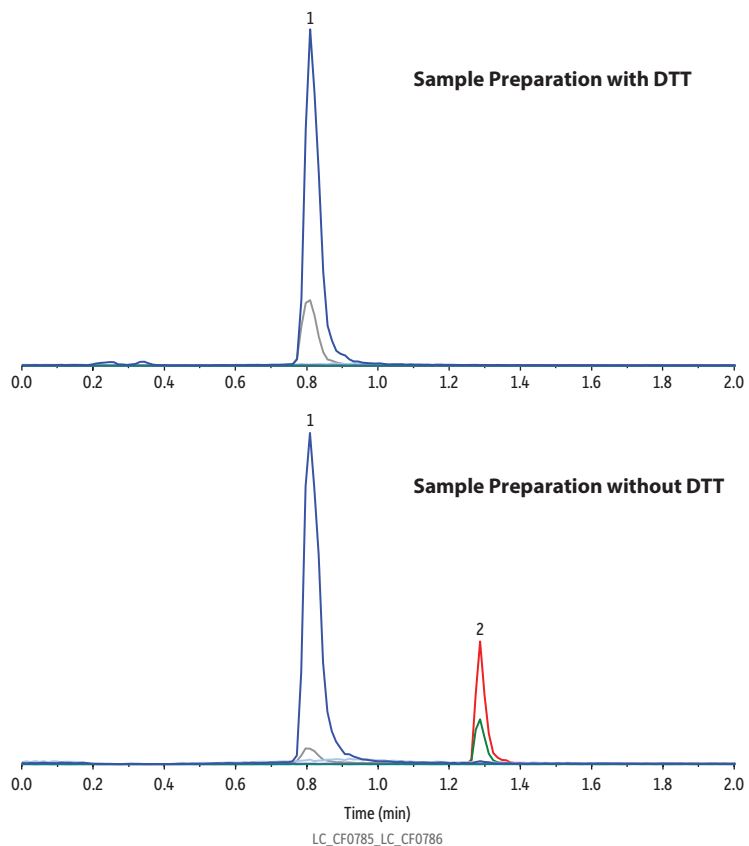 1
Sample Preparation with DTT
0.0 0.2 0.4 0.6 0.8 1.0 1.2 1.4 1.6 1.8 2.0
1
Sample Preparation without DTT
2
0.0 0.2 0.4 0.6 0.8 1.0 1.2 1.4 1.6 1.8 2.0
Time (min)
LC_CF0785_LC_CF0786